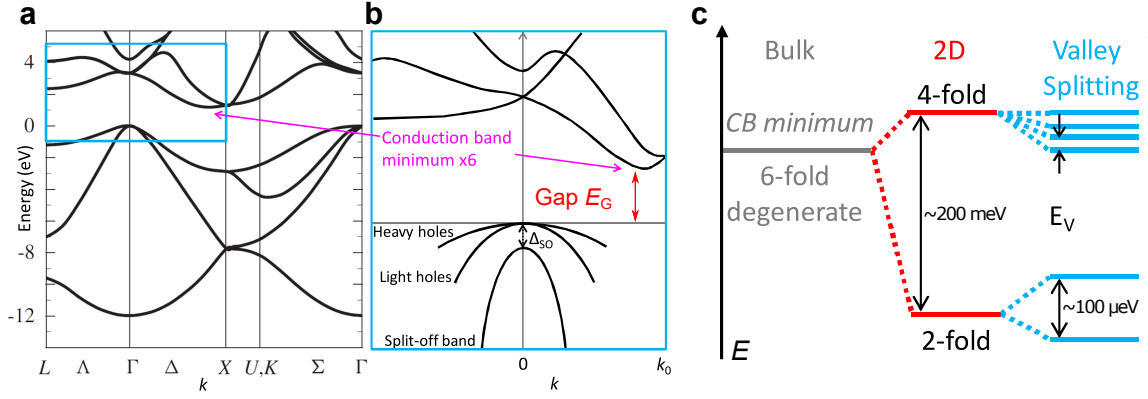 a
4
0
-4
-8
-12
Energy (eV)
L Λ Γ Δ X U,K Σ Γ
k
b
Conduction band
minimum x6
Gap E_G
Heavy holes
Δ_SO
Light holes
Split-off band
0 k₀
k
c
Bulk 2D Valley
Splitting
4-fold
CB minimum
6-fold
degenerate
~200 meV
E_V
~100 µeV
2-fold
E